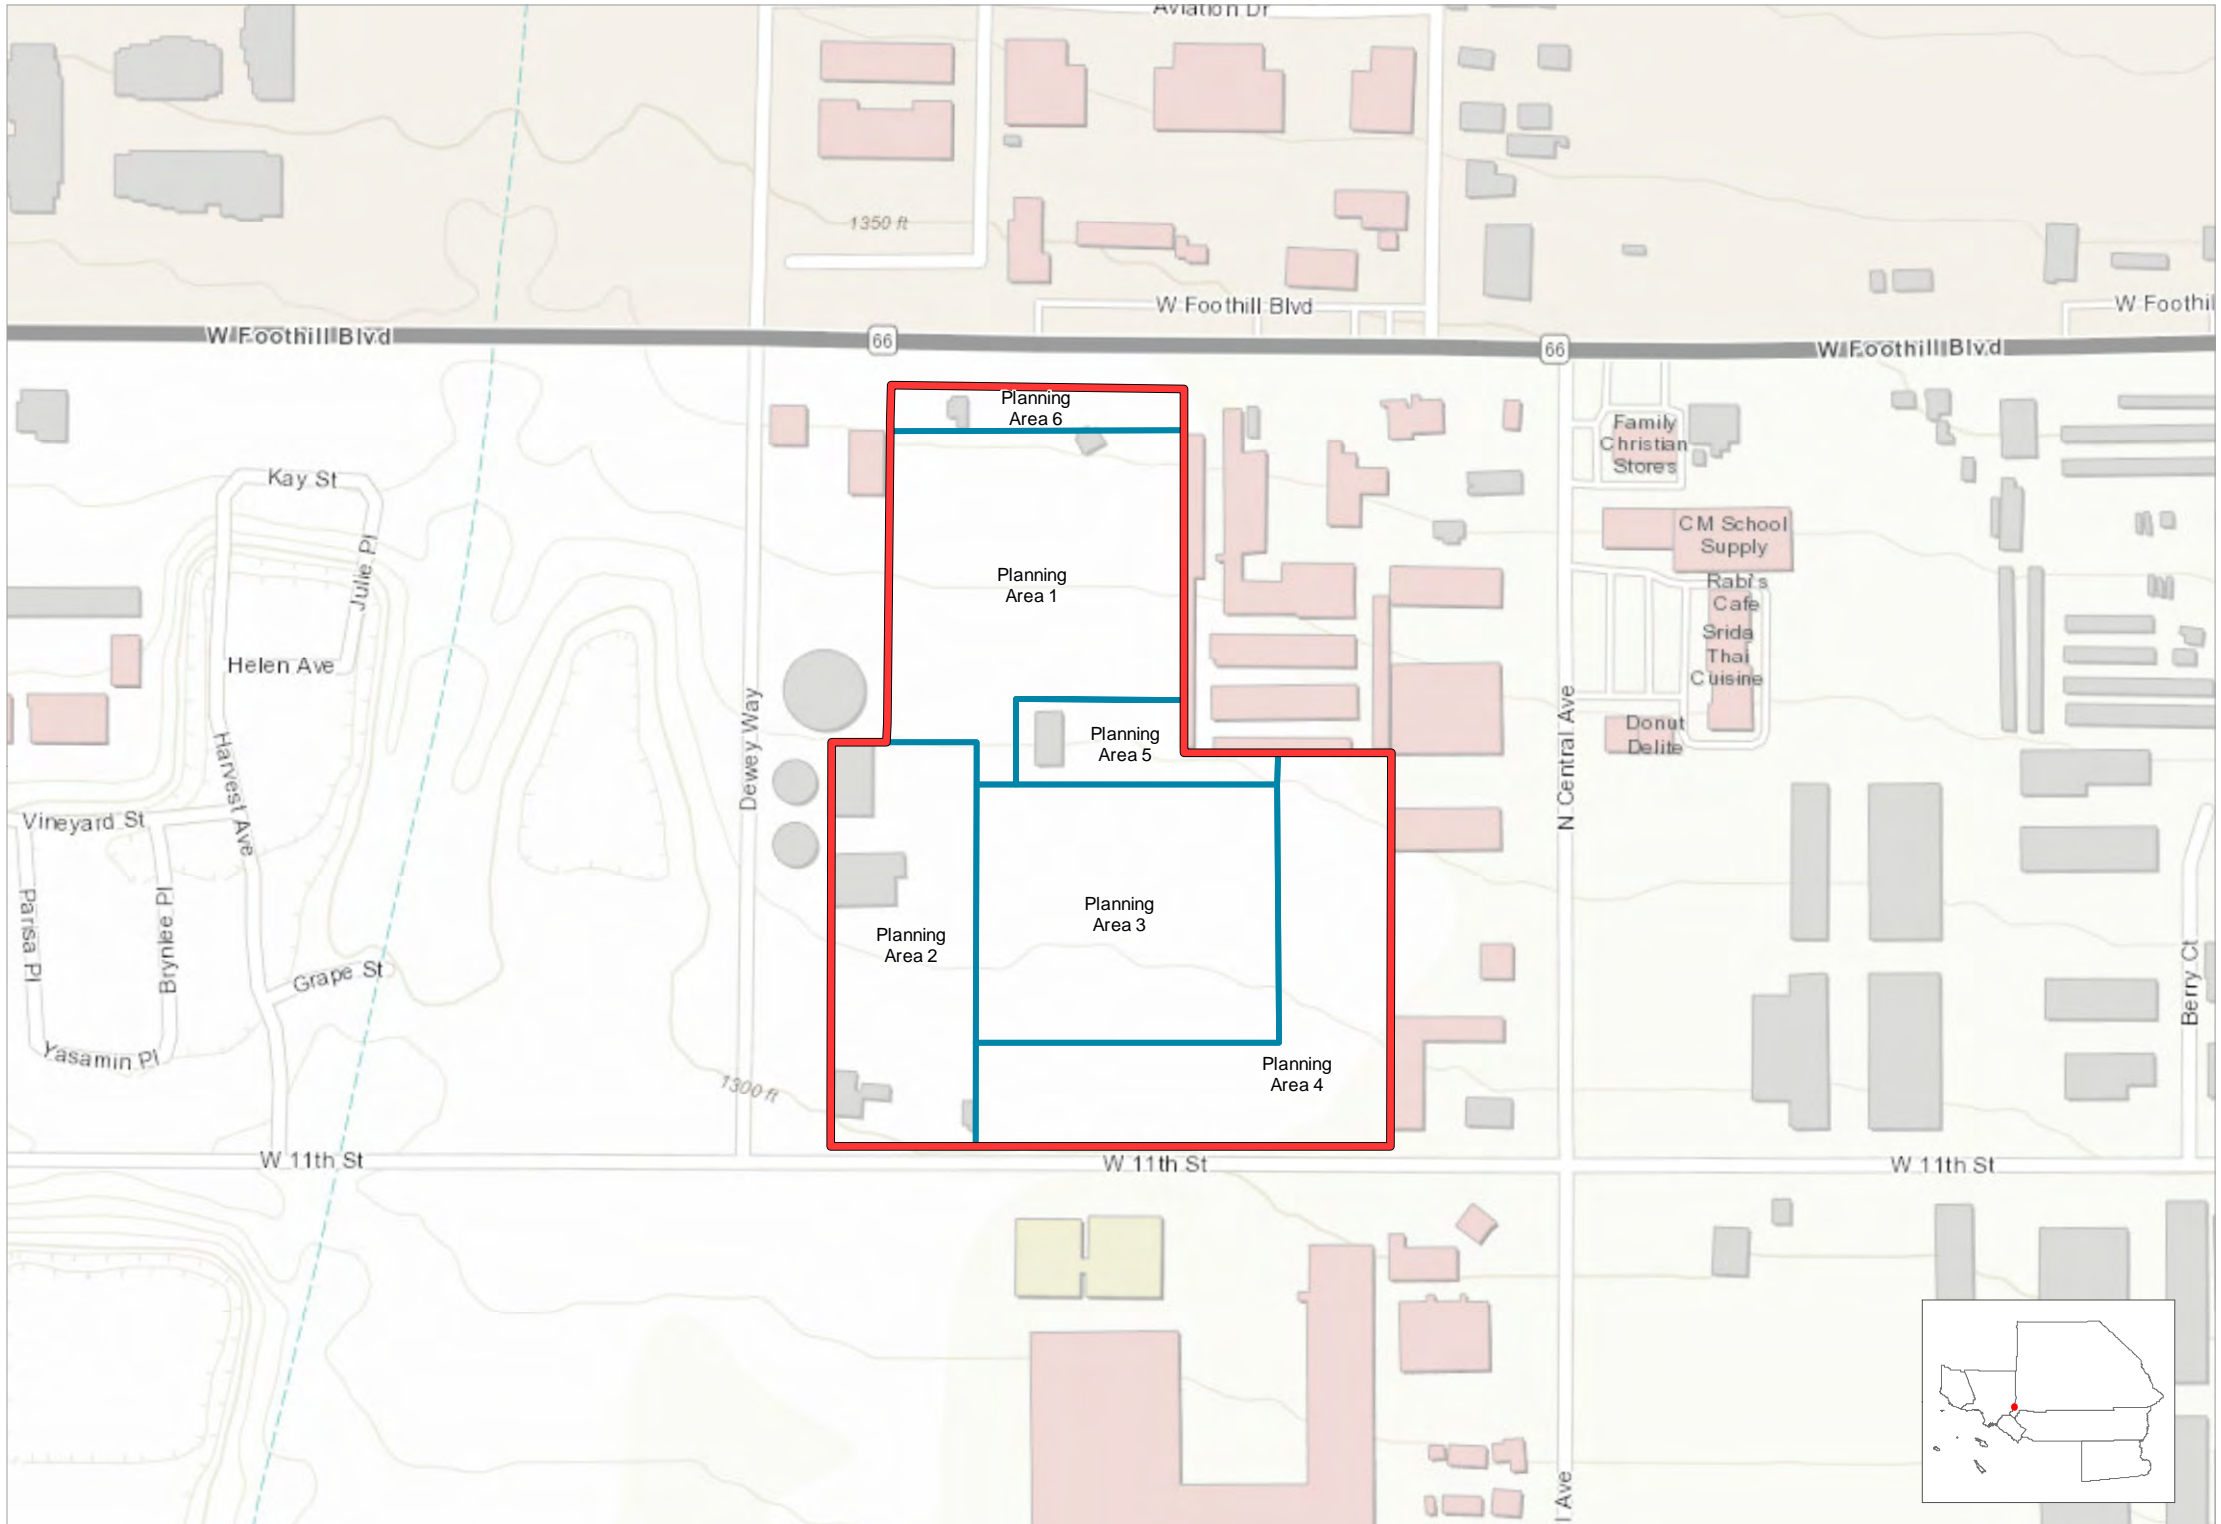 Aviation Dr
1350 ft
W Foothill Blvd
W Foothil
W Foothill Blvd
66
66
W Foothill Blvd
Planning
Area 6
Family
Christian
Stores
Kay St
CM School
Supply
Julie Pl
Planning
Area 1
Rabi's
Cafe
Srida
Thai
Cuisine
Helen Ave
Harvest Ave
Dewey Way
N Central Ave
Donut
Delite
Planning
Area 5
Vineyard St
Parisa Pl
Brynlee Pl
Planning
Area 3
Planning
Area 2
Grape St
Berry Ct
Yasamin Pl
1300 ft
Planning
Area 4
W 11th St
W 11th St
W 11th St
Ave